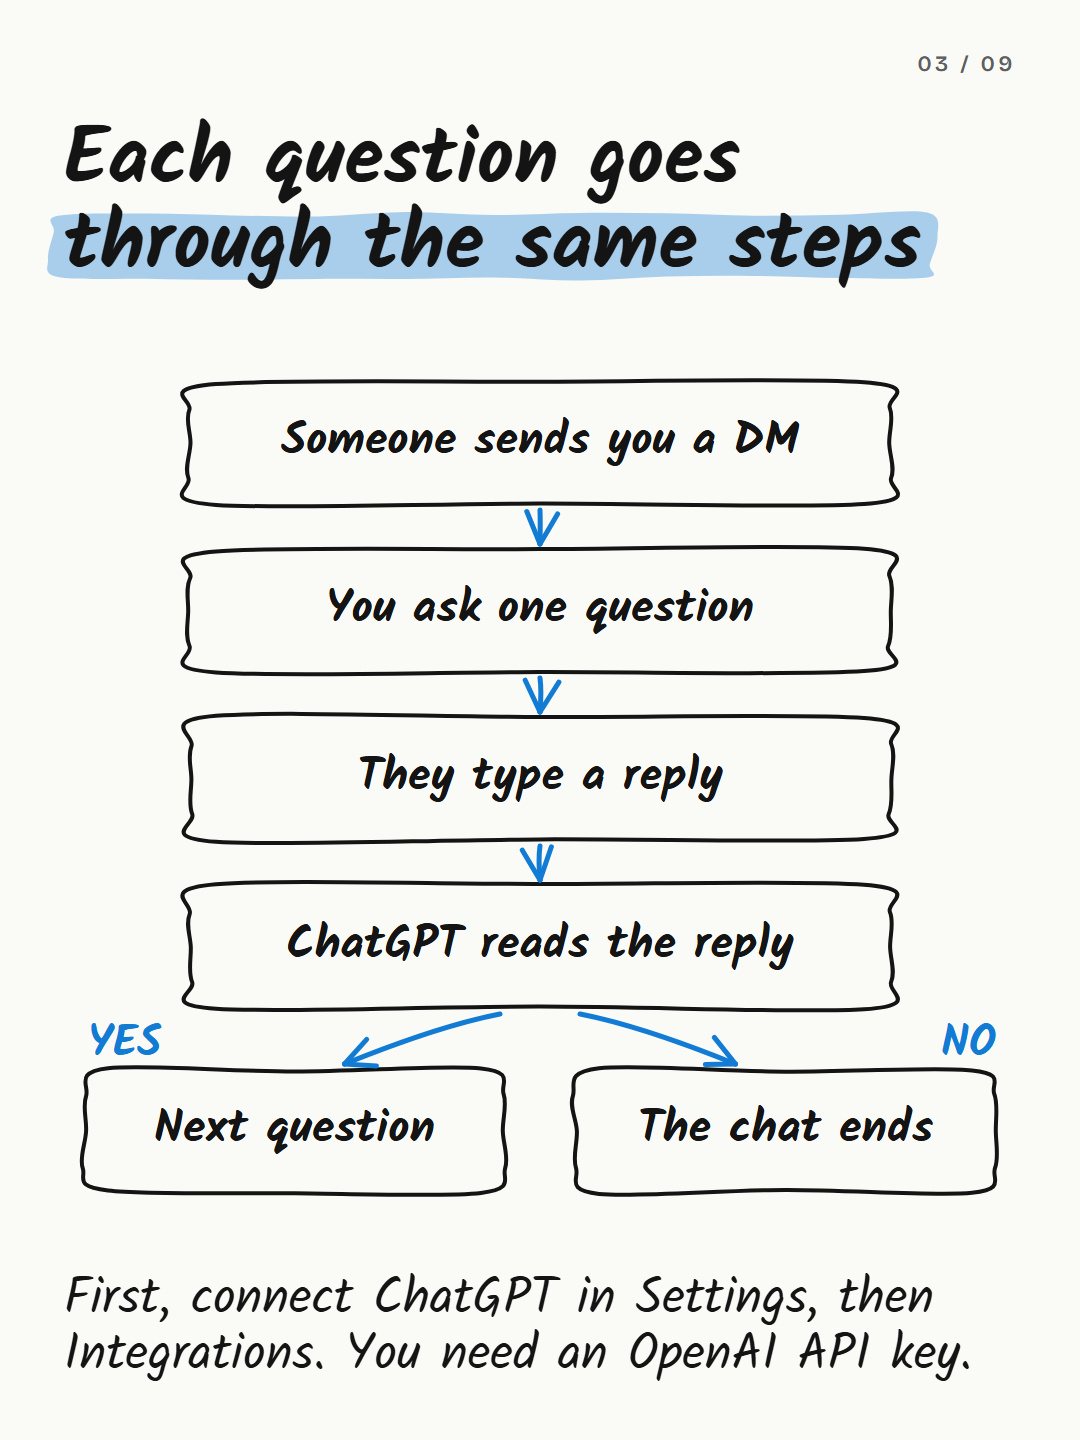 03 / 09
Each question goes
through the same steps
Someone sends you a DM
You ask one question
They type a reply
ChatGPT reads the reply
YES
NO
Next question
The chat ends
First, connect ChatGPT in Settings, then
Integrations. You need an OpenAI API key.